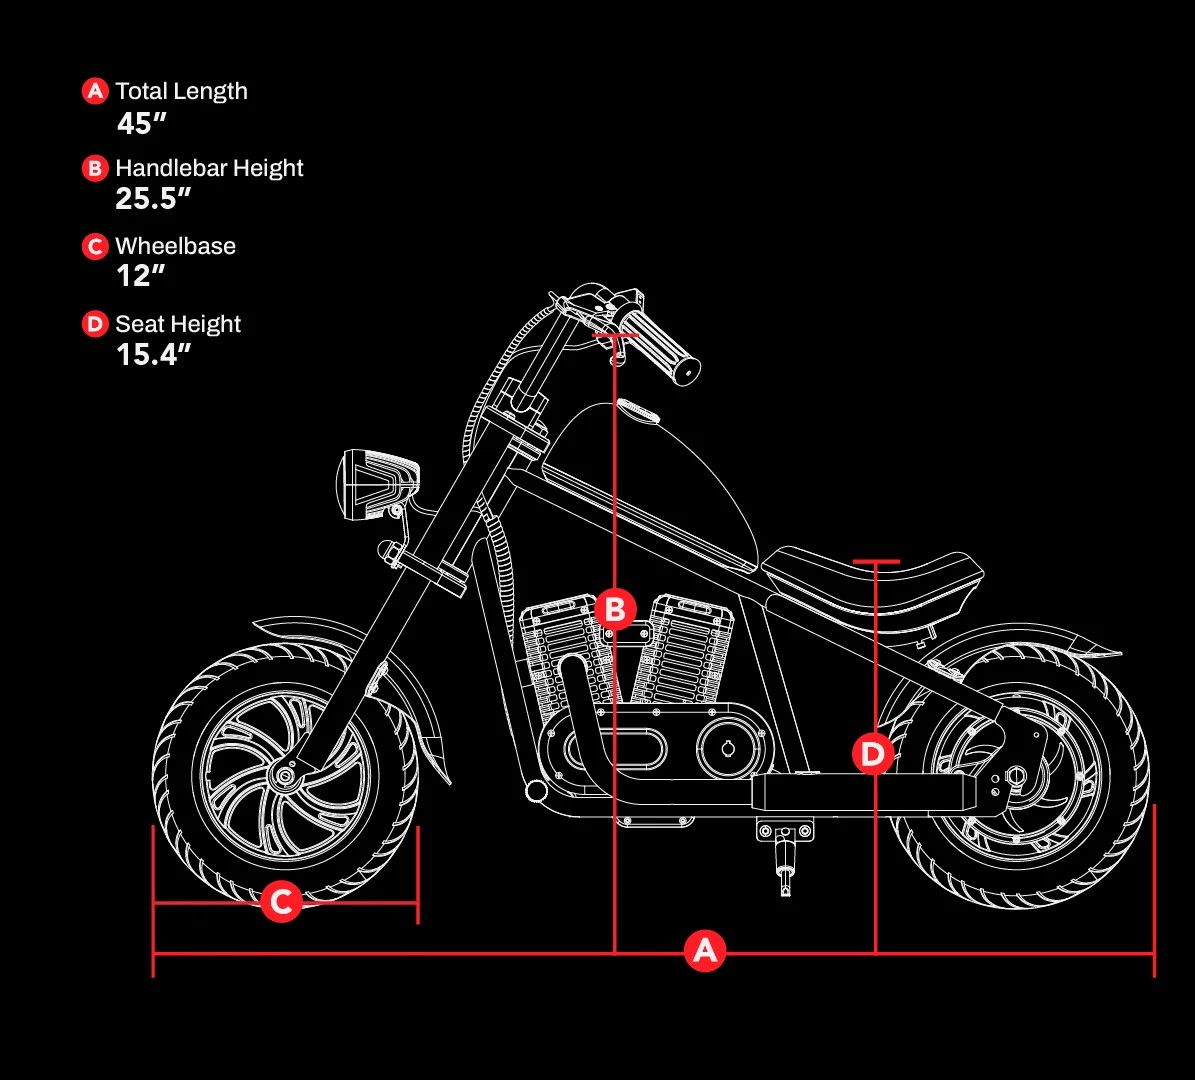 A Total Length
45”
B Handlebar Height
25.5”
C Wheelbase
12”
D Seat Height
15.4”
B
D
C
A